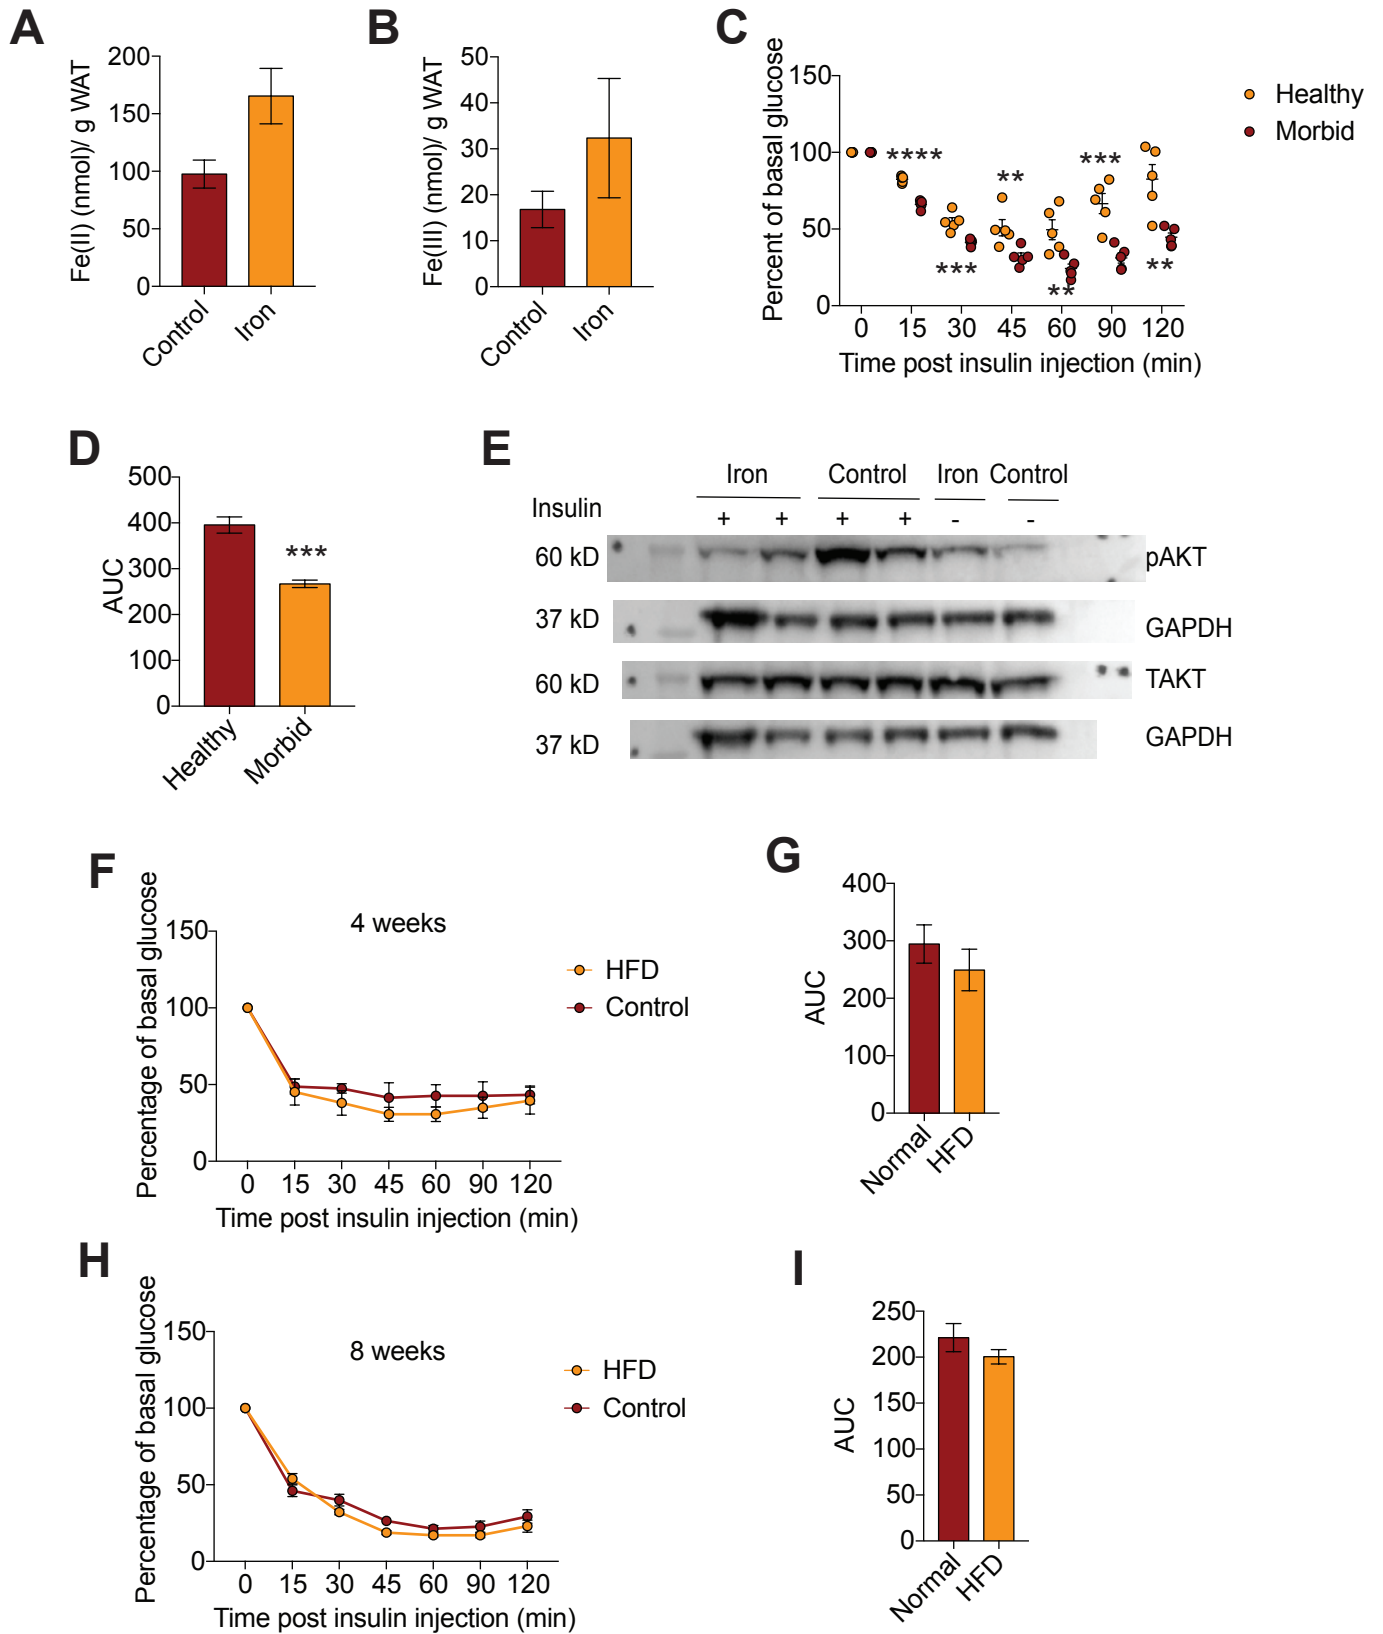 A
Fe(II) (nmol)/ g WAT
200
150
100
50
0
Control
Iron
B
Fe(III) (nmol)/ g WAT
50
40
30
20
10
0
Control
Iron
C
Percent of basal glucose
150
100
50
0
****
***
**
**
***
**
0 15 30 45 60 90 120
Time post insulin injection (min)
Healthy
Morbid
D
AUC
500
400
300
200
100
0
***
Healthy
Morbid
E
Iron Control Iron Control
Insulin + + + + - -
60 kD pAKT
37 kD GAPDH
60 kD TAKT
37 kD GAPDH
F
Percentage of basal glucose
4 weeks
150
100
50
0
0 15 30 45 60 90 120
Time post insulin injection (min)
HFD
Control
G
AUC
400
300
200
100
0
Normal
HFD
H
Percentage of basal glucose
8 weeks
150
100
50
0
0 15 30 45 60 90 120
Time post insulin injection (min)
HFD
Control
I
AUC
250
200
150
100
50
0
Normal
HFD